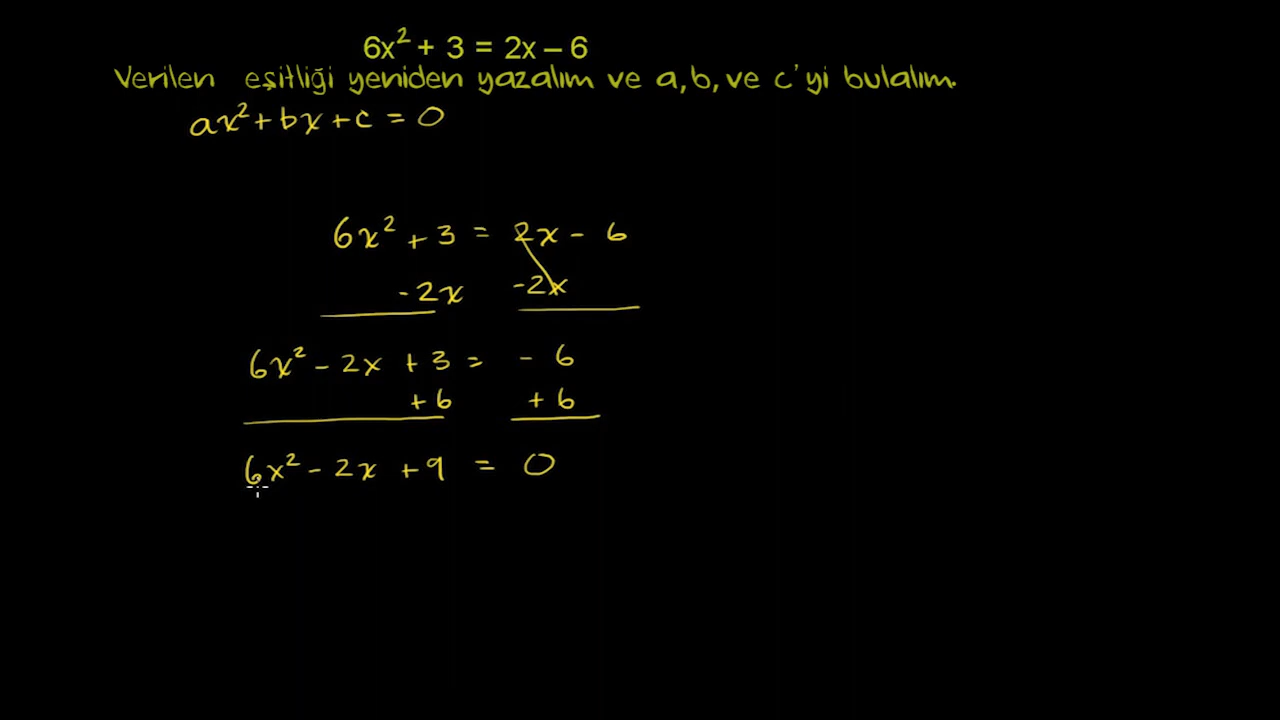 6x² + 3 = 2x – 6
Verilen eşitliği yeniden yazalım ve a, b, ve c'yi bulalım.
ax² + bx + c = 0
6x² + 3 = 2x - 6
- 2x - 2x
6x² - 2x + 3 = - 6
+ 6 + 6
6x² - 2x + 9 = 0